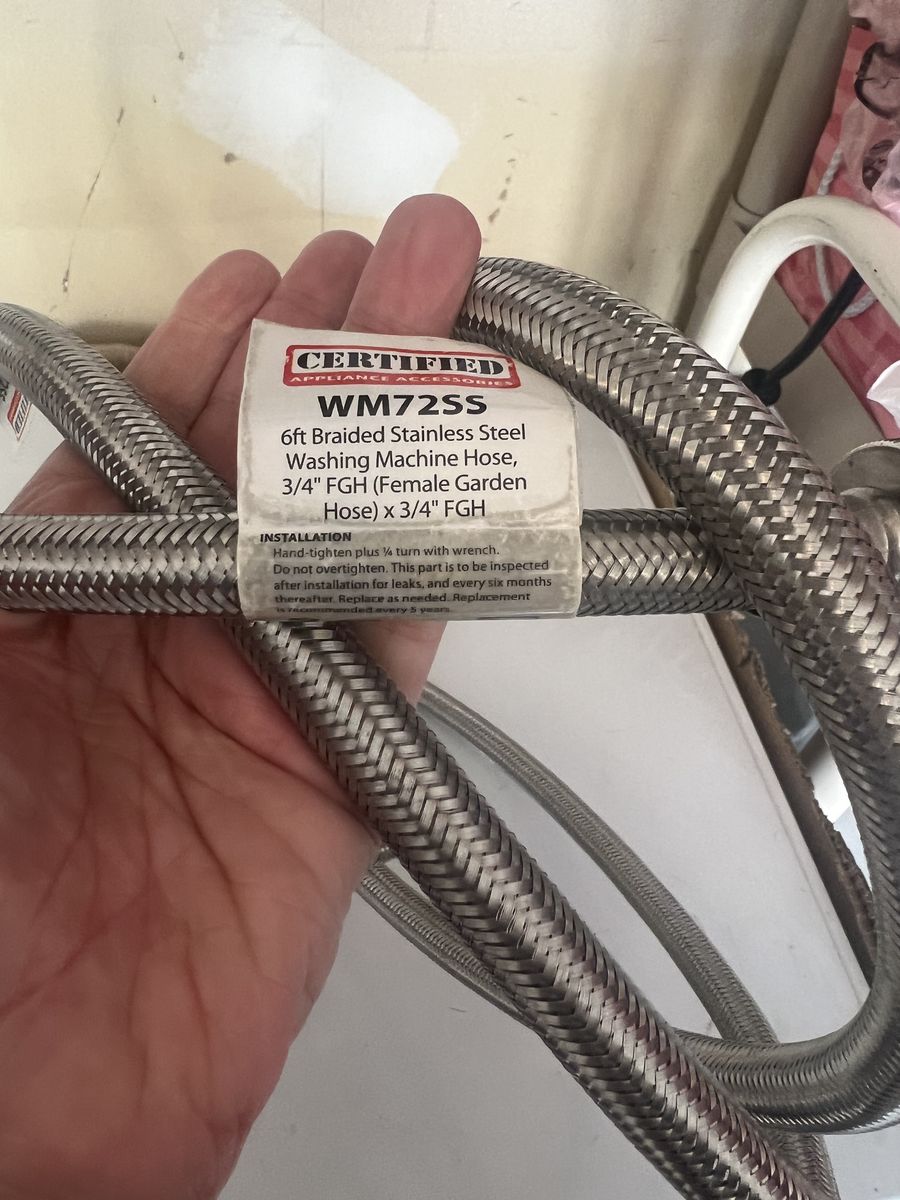 CERTIFIED
APPLIANCE ACCESSORIES
WM72SS
6ft Braided Stainless Steel
Washing Machine Hose,
3/4" FGH (Female Garden
Hose) x 3/4" FGH
INSTALLATION
Hand-tighten plus ¼ turn with wrench.
Do not overtighten. This part is to be inspected
after installation for leaks, and every six months
thereafter. Replace as needed. Replacement
is recommended every 5 years.